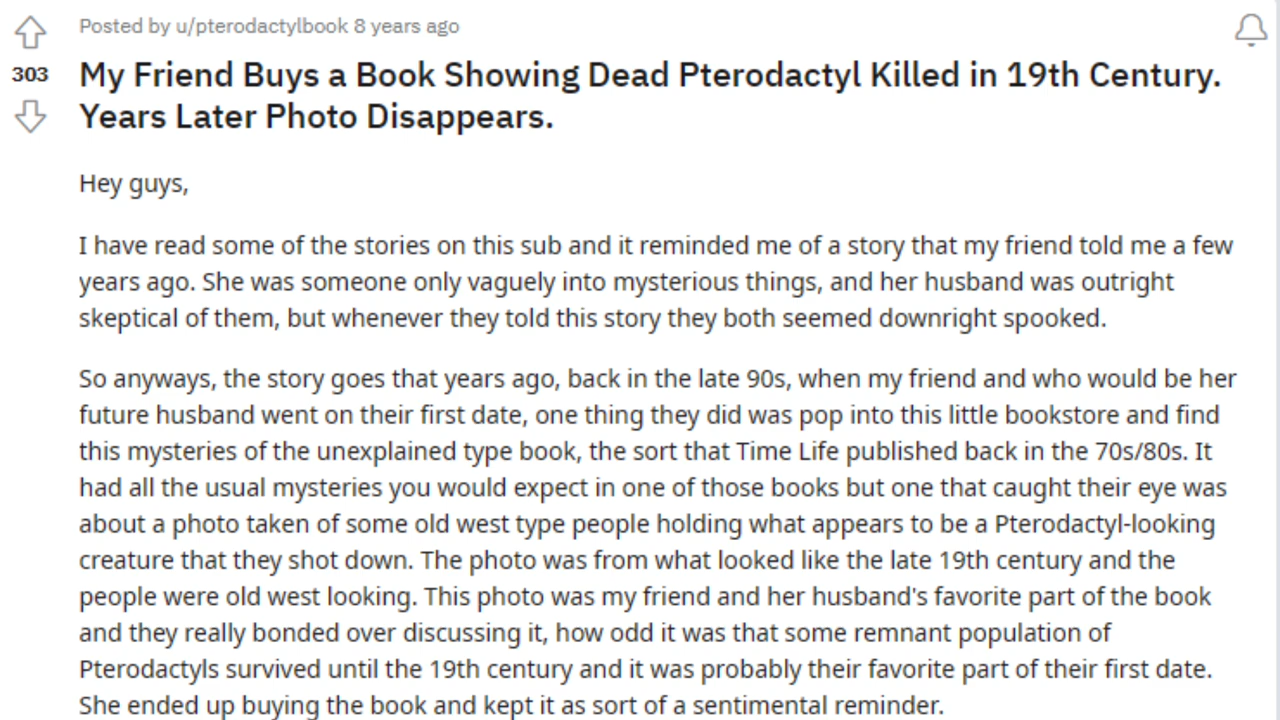 Posted by u/pterodactylbook 8 years ago
303
My Friend Buys a Book Showing Dead Pterodactyl Killed in 19th Century.
Years Later Photo Disappears.
Hey guys,
I have read some of the stories on this sub and it reminded me of a story that my friend told me a few
years ago. She was someone only vaguely into mysterious things, and her husband was outright
skeptical of them, but whenever they told this story they both seemed downright spooked.
So anyways, the story goes that years ago, back in the late 90s, when my friend and who would be her
future husband went on their first date, one thing they did was pop into this little bookstore and find
this mysteries of the unexplained type book, the sort that Time Life published back in the 70s/80s. It
had all the usual mysteries you would expect in one of those books but one that caught their eye was
about a photo taken of some old west type people holding what appears to be a Pterodactyl-looking
creature that they shot down. The photo was from what looked like the late 19th century and the
people were old west looking. This photo was my friend and her husband's favorite part of the book
and they really bonded over discussing it, how odd it was that some remnant population of
Pterodactyls survived until the 19th century and it was probably their favorite part of their first date.
She ended up buying the book and kept it as sort of a sentimental reminder.